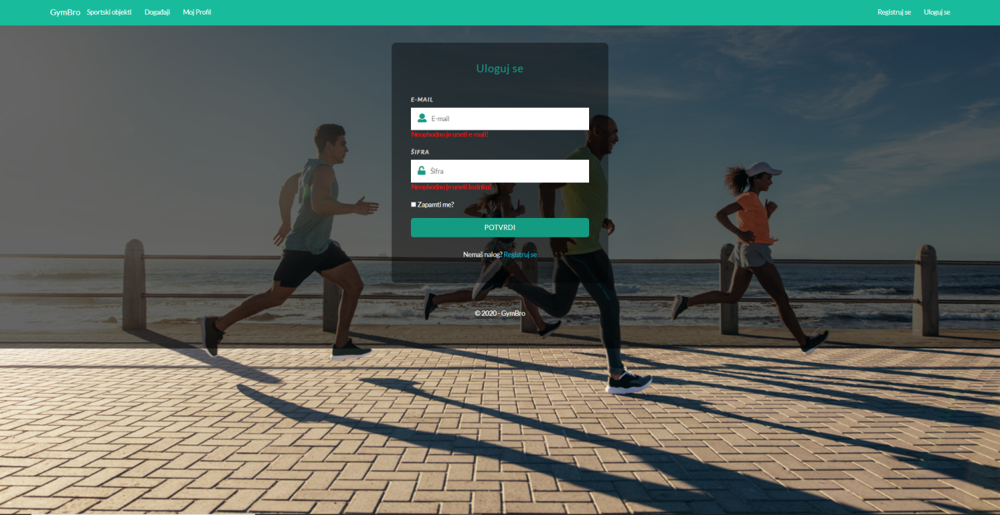 GymBro Sportski objekti Događaji Moj Profil Registruj se Uloguj se
Uloguj se
E-MAIL
E-mail
Neophodno je uneti e-mail!
ŠIFRA
Šifra
Neophodno je uneti lozinku!
Zapamti me?
POTVRDI
Nemaš nalog? Registruj se
© 2020 - GymBro